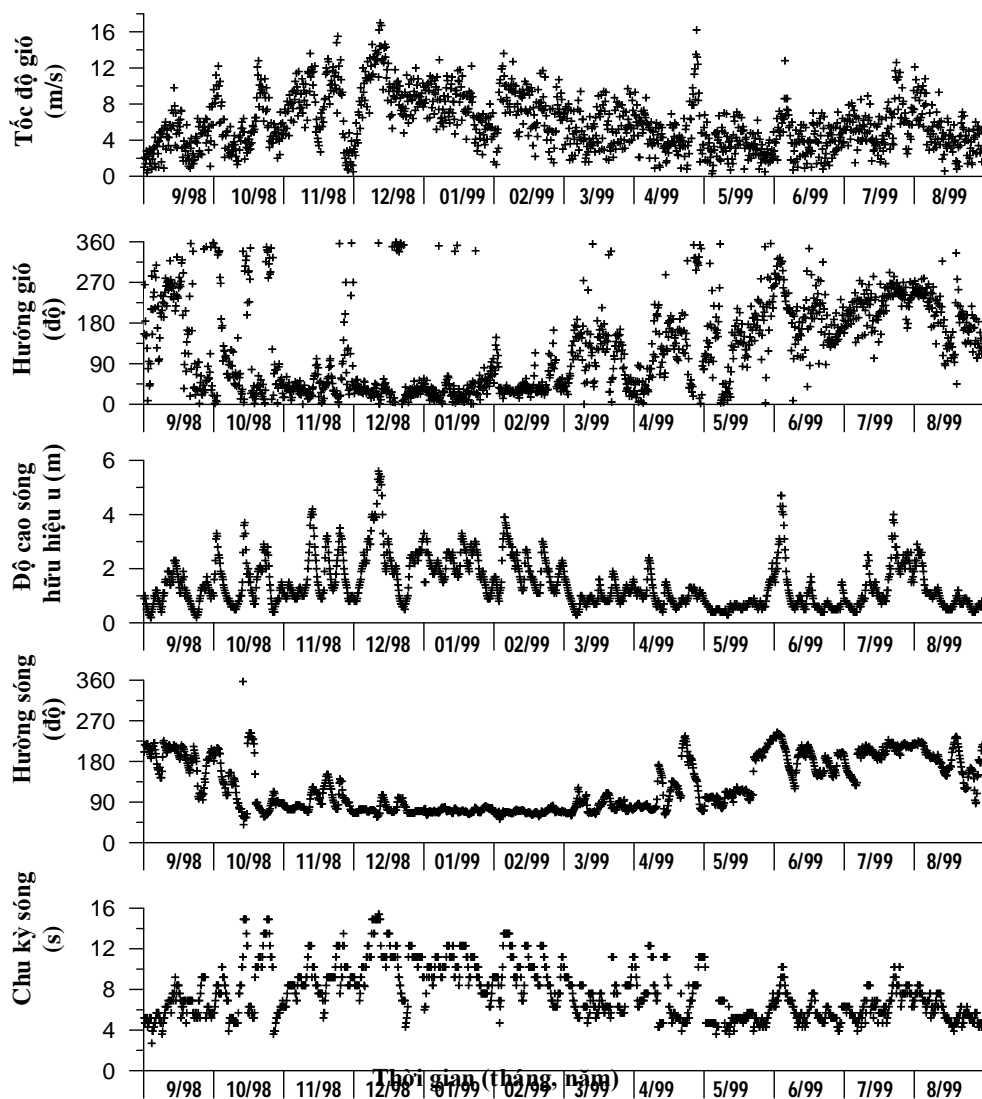 Tốc độ gió
(m/s)
16
12
8
4
0
9/98 10/98 11/98 12/98 01/99 02/99 3/99 4/99 5/99 6/99 7/99 8/99
Hướng gió
(độ)
360
270
180
90
0
9/98 10/98 11/98 12/98 01/99 02/99 3/99 4/99 5/99 6/99 7/99 8/99
Độ cao sóng
hữu hiệu u (m)
6
4
2
0
9/98 10/98 11/98 12/98 01/99 02/99 3/99 4/99 5/99 6/99 7/99 8/99
Hường sóng
(độ)
360
270
180
90
0
9/98 10/98 11/98 12/98 01/99 02/99 3/99 4/99 5/99 6/99 7/99 8/99
Chu kỳ sóng
(s)
16
12
8
4
0
9/98 10/98 11/98 12/98 01/99 02/99 3/99 4/99 5/99 6/99 7/99 8/99
Thời gian (tháng, năm)